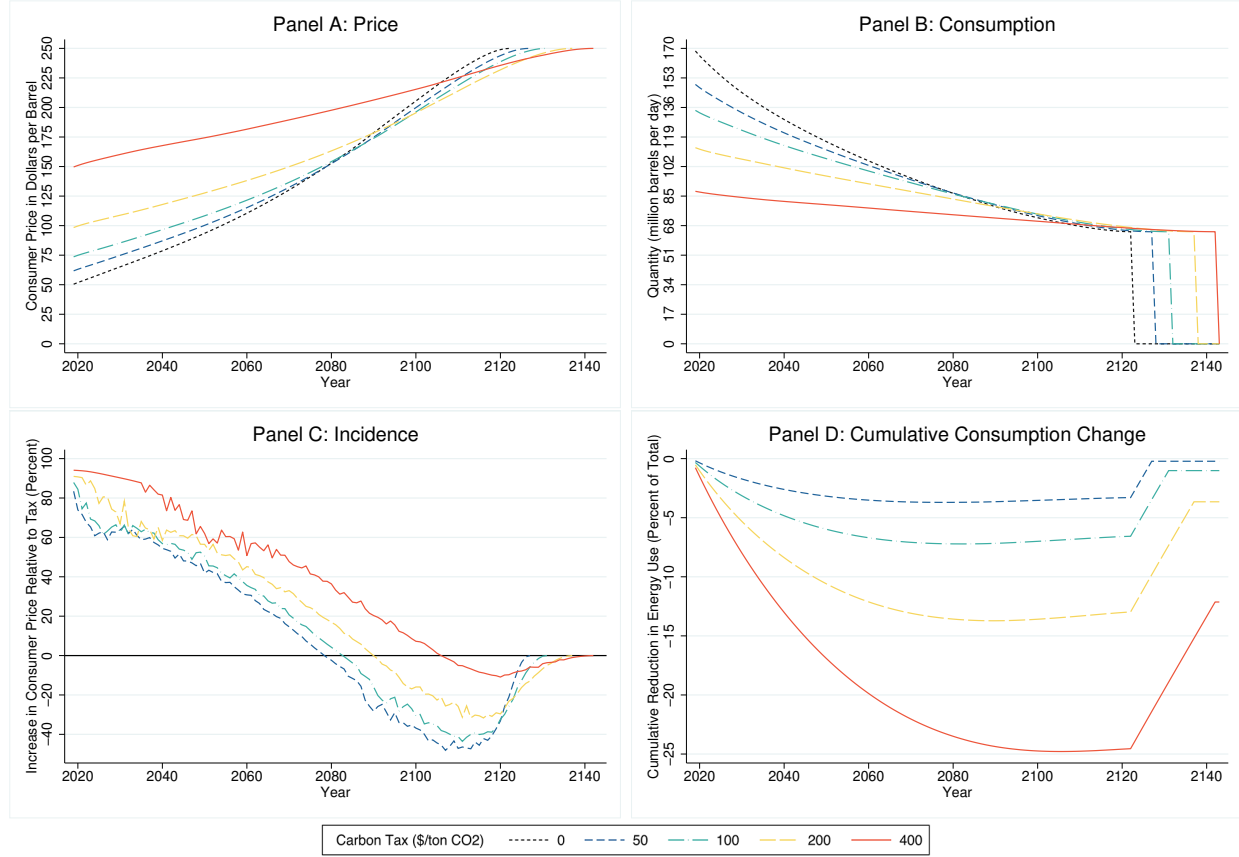 Panel A: Price
Consumer Price in Dollars per Barrel
0 25 50 75 100 125 150 175 200 225 250
2020 2040 2060 2080 2100 2120 2140
Year
Panel B: Consumption
Quantity (million barrels per day)
0 17 34 51 68 85 102 119 136 153 170
2020 2040 2060 2080 2100 2120 2140
Year
Panel C: Incidence
Increase in Consumer Price Relative to Tax (Percent)
−40 −20 0 20 40 60 80 100
2020 2040 2060 2080 2100 2120 2140
Year
Panel D: Cumulative Consumption Change
Cumulative Reduction in Energy Use (Percent of Total)
−25 −20 −15 −10 −5 0
2020 2040 2060 2080 2100 2120 2140
Year
Carbon Tax ($/ton CO2) 0 50 100 200 400